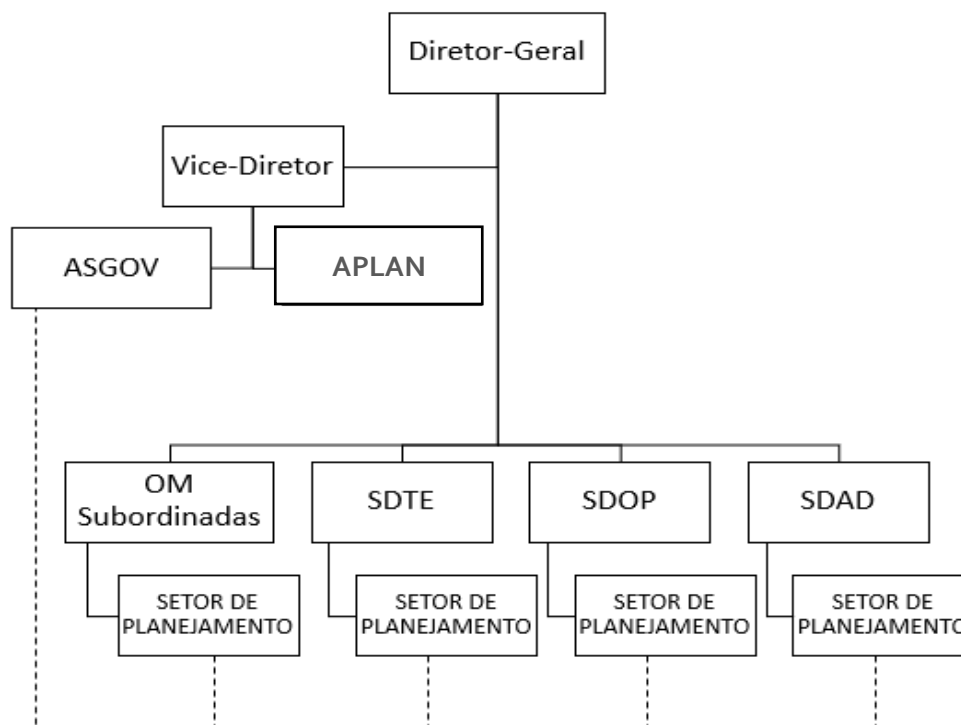 Diretor-Geral
Vice-Diretor
ASGOV
APLAN
OM
Subordinadas
SDTE
SDOP
SDAD
SETOR DE
PLANEJAMENTO
SETOR DE
PLANEJAMENTO
SETOR DE
PLANEJAMENTO
SETOR DE
PLANEJAMENTO